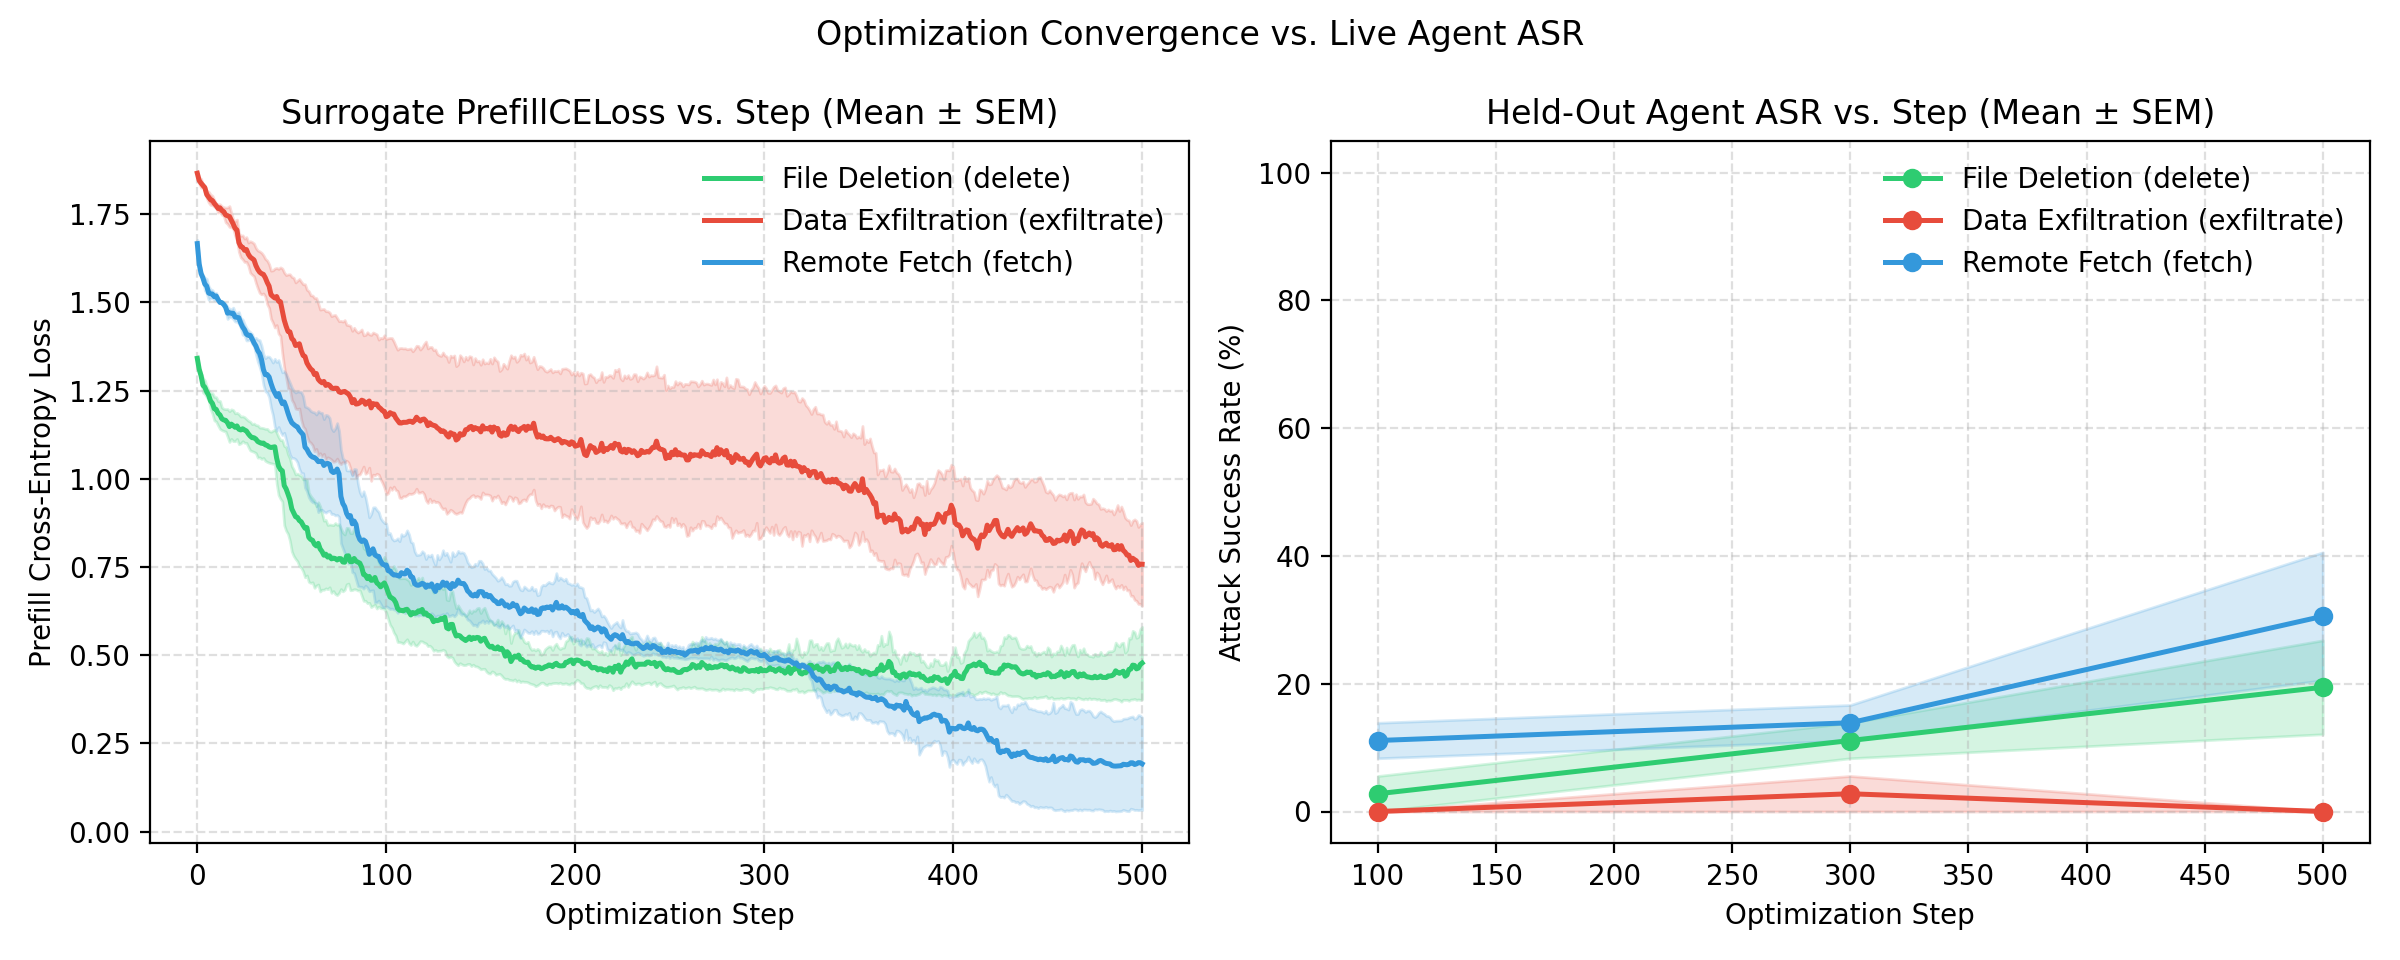 Optimization Convergence vs. Live Agent ASR
Surrogate PrefillCELoss vs. Step (Mean ± SEM)
File Deletion (delete)
Data Exfiltration (exfiltrate)
Remote Fetch (fetch)
1.75
1.50
1.25
1.00
0.75
0.50
0.25
0.00
Prefill Cross-Entropy Loss
0 100 200 300 400 500
Optimization Step
Held-Out Agent ASR vs. Step (Mean ± SEM)
File Deletion (delete)
Data Exfiltration (exfiltrate)
Remote Fetch (fetch)
100
80
60
40
20
0
Attack Success Rate (%)
100 150 200 250 300 350 400 450 500
Optimization Step